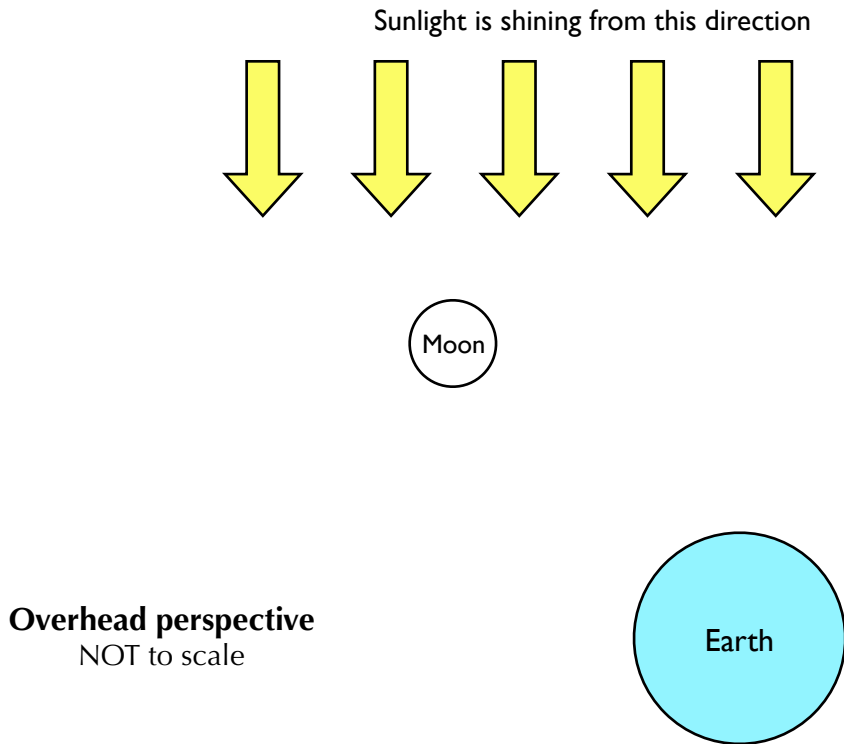 Sunlight is shining from this direction
Moon
Earth
Overhead perspective
NOT to scale